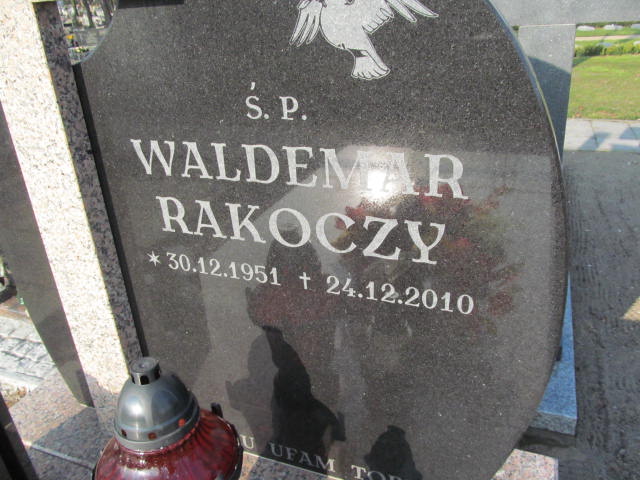 Ś. P.
WALDEMAR
RAKOCZY
* 30.12.1951 † 24.12.2010
UFAM